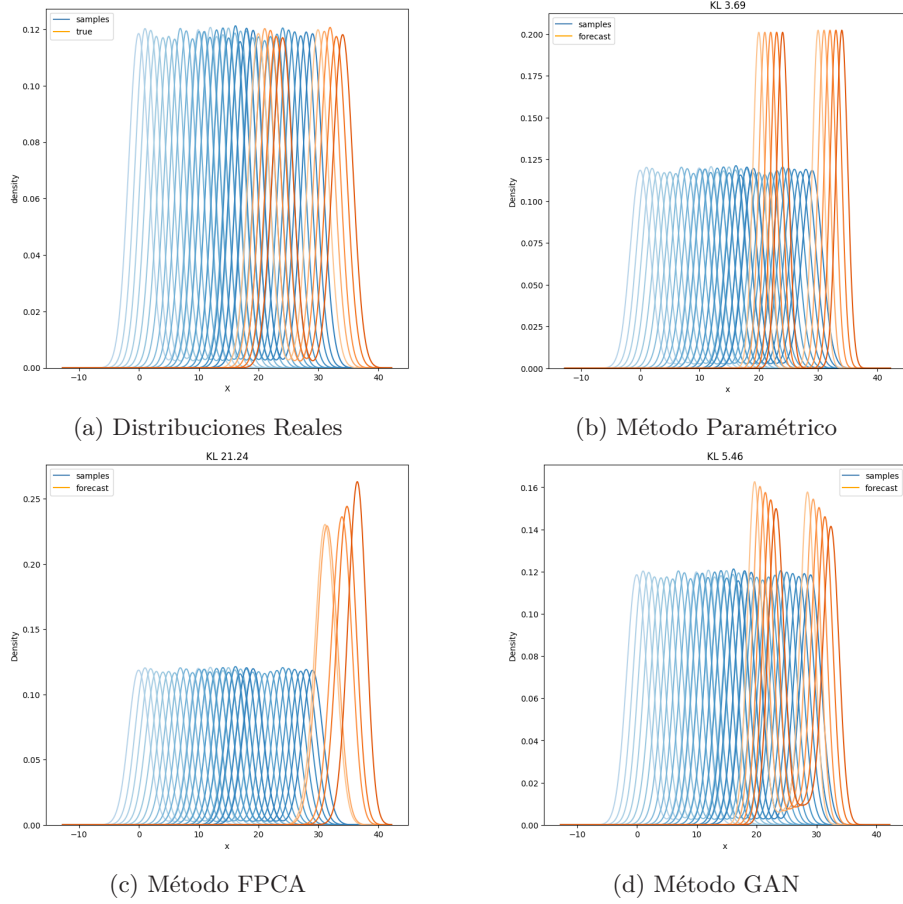 samples
true
0.12
0.10
0.08
0.06
0.04
0.02
0.00
density
−10
0
10
20
30
40
X
(a) Distribuciones Reales
KL 3.69
samples
forecast
0.200
0.175
0.150
0.125
0.100
0.075
0.050
0.025
0.000
Density
−10
0
10
20
30
40
x
(b) Método Paramétrico
KL 21.24
samples
forecast
0.25
0.20
0.15
0.10
0.05
0.00
Density
−10
0
10
20
30
40
x
(c) Método FPCA
KL 5.46
samples
forecast
0.16
0.14
0.12
0.10
0.08
0.06
0.04
0.02
0.00
Density
−10
0
10
20
30
40
x
(d) Método GAN